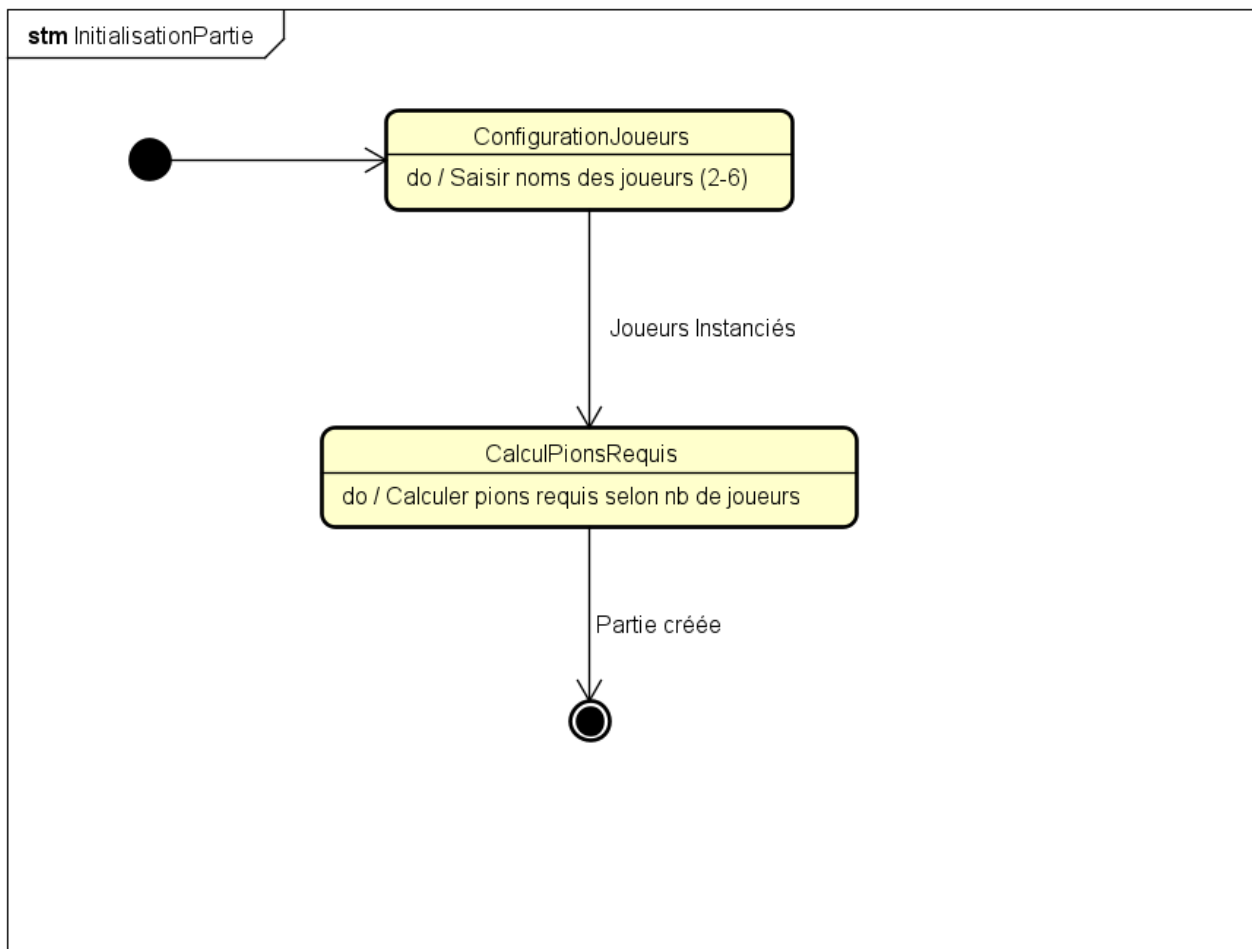 stm InitialisationPartie
ConfigurationJoueurs
do / Saisir noms des joueurs (2-6)
Joueurs Instanciés
CalculPionsRequis
do / Calculer pions requis selon nb de joueurs
Partie créée